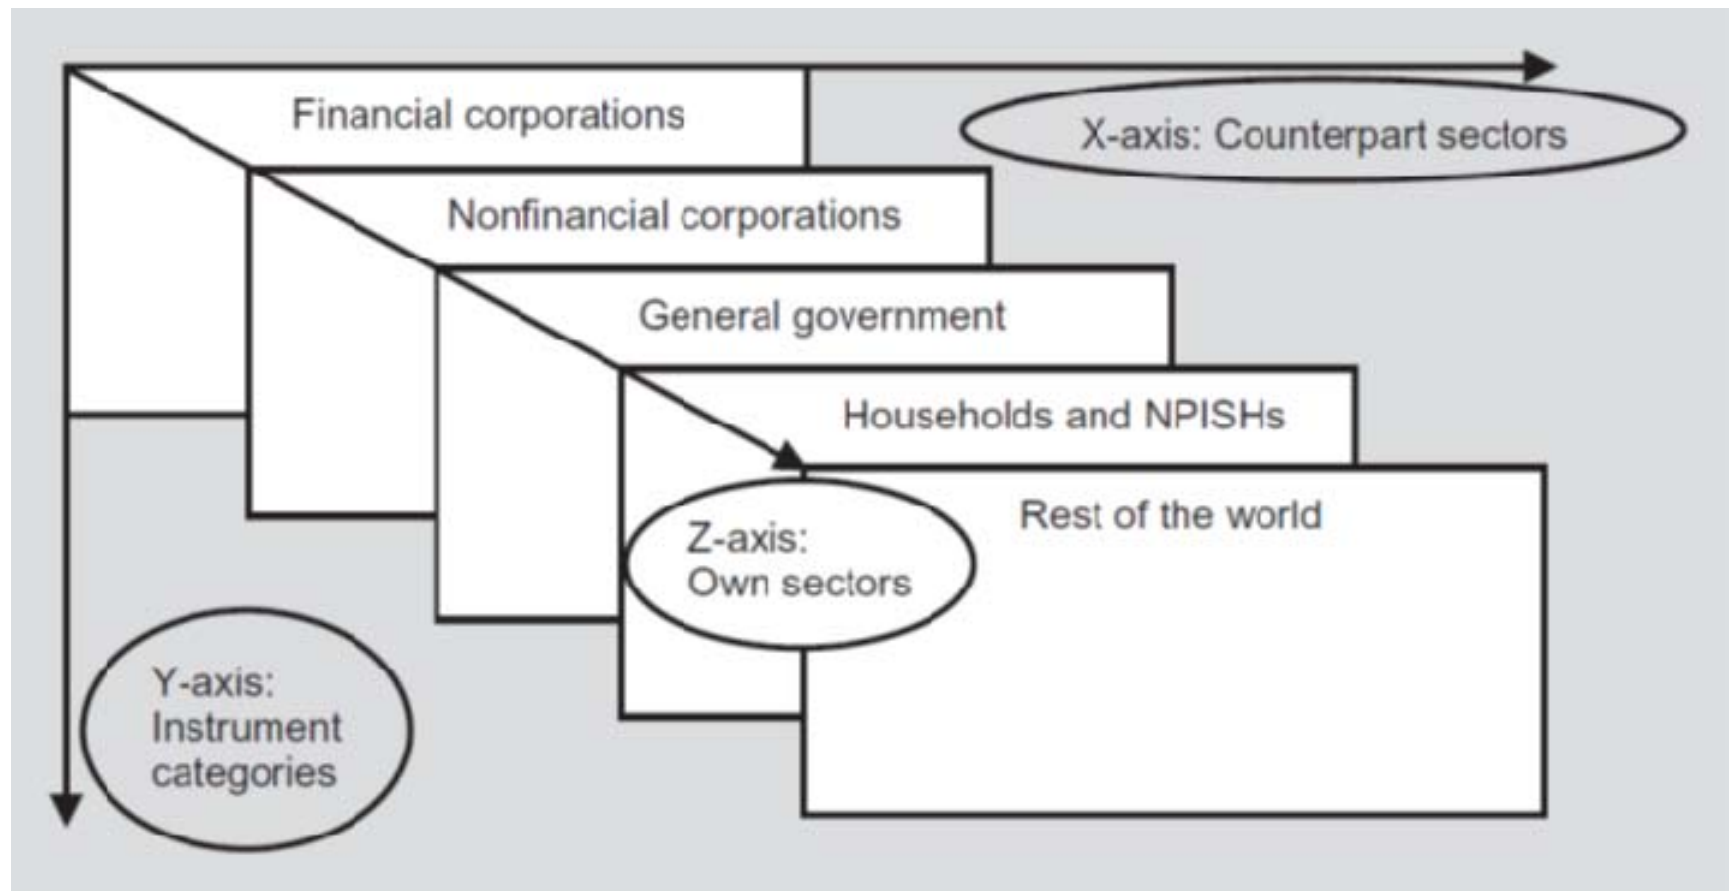 Financial corporations
X-axis: Counterpart sectors
Nonfinancial corporations
General government
Households and NPISHs
Rest of the world
Z-axis:
Own sectors
Y-axis:
Instrument
categories